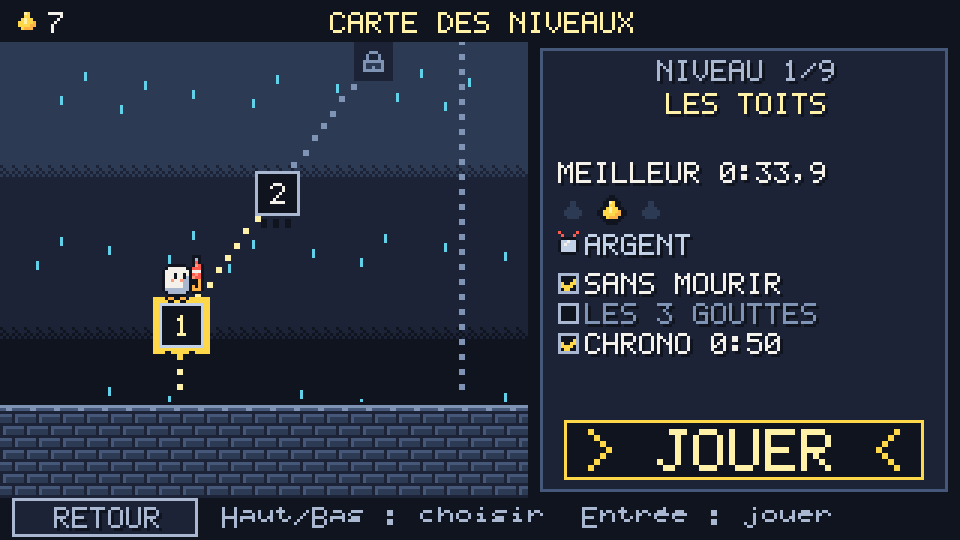 7
CARTE DES NIVEAUX
2
1
NIVEAU 1/9
LES TOITS
MEILLEUR 0:33,9
ARGENT
SANS MOURIR
LES 3 GOUTTES
CHRONO 0:50
> JOUER <
RETOUR
Haut/Bas : choisir
Entrée : jouer